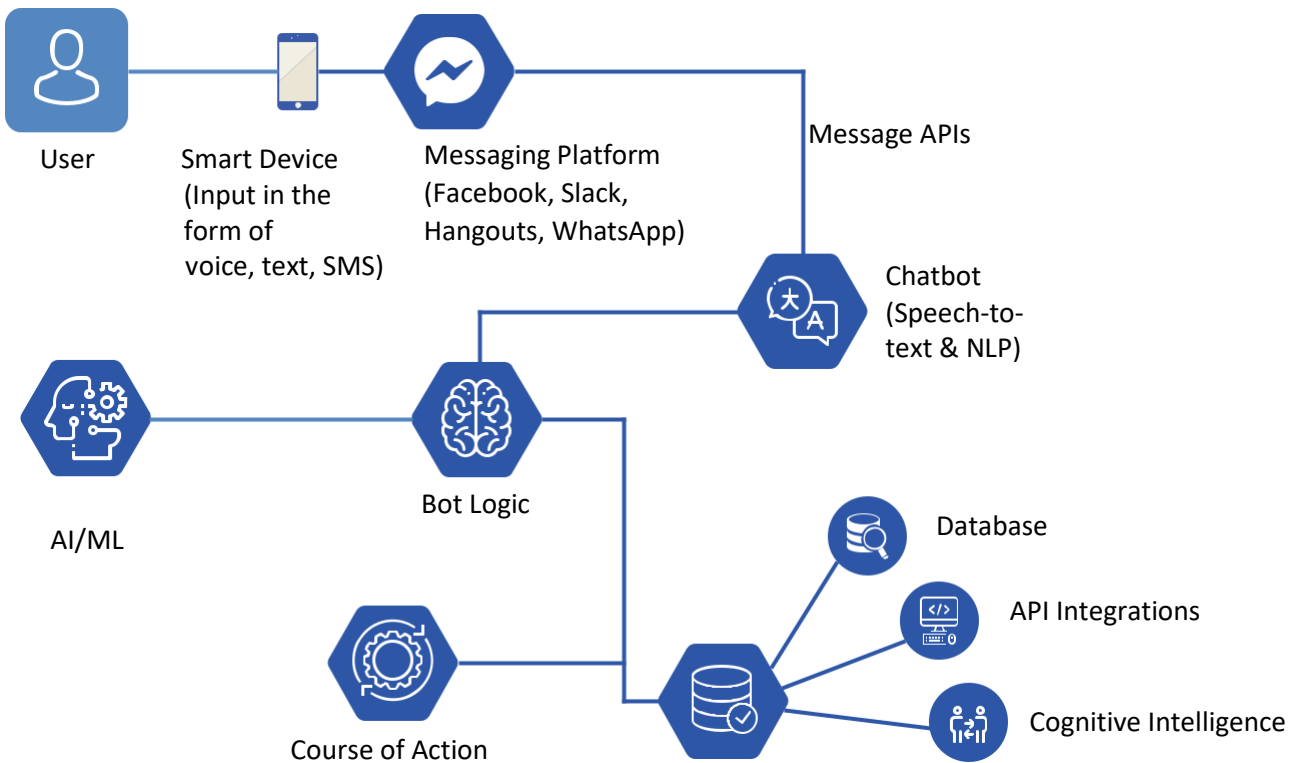 User
Smart Device
(Input in the
form of
voice, text, SMS)
Messaging Platform
(Facebook, Slack,
Hangouts, WhatsApp)
Message APIs
大
A
Chatbot
(Speech-to-
text & NLP)
AI/ML
Bot Logic
Database
</>
API Integrations
Course of Action
Cognitive Intelligence